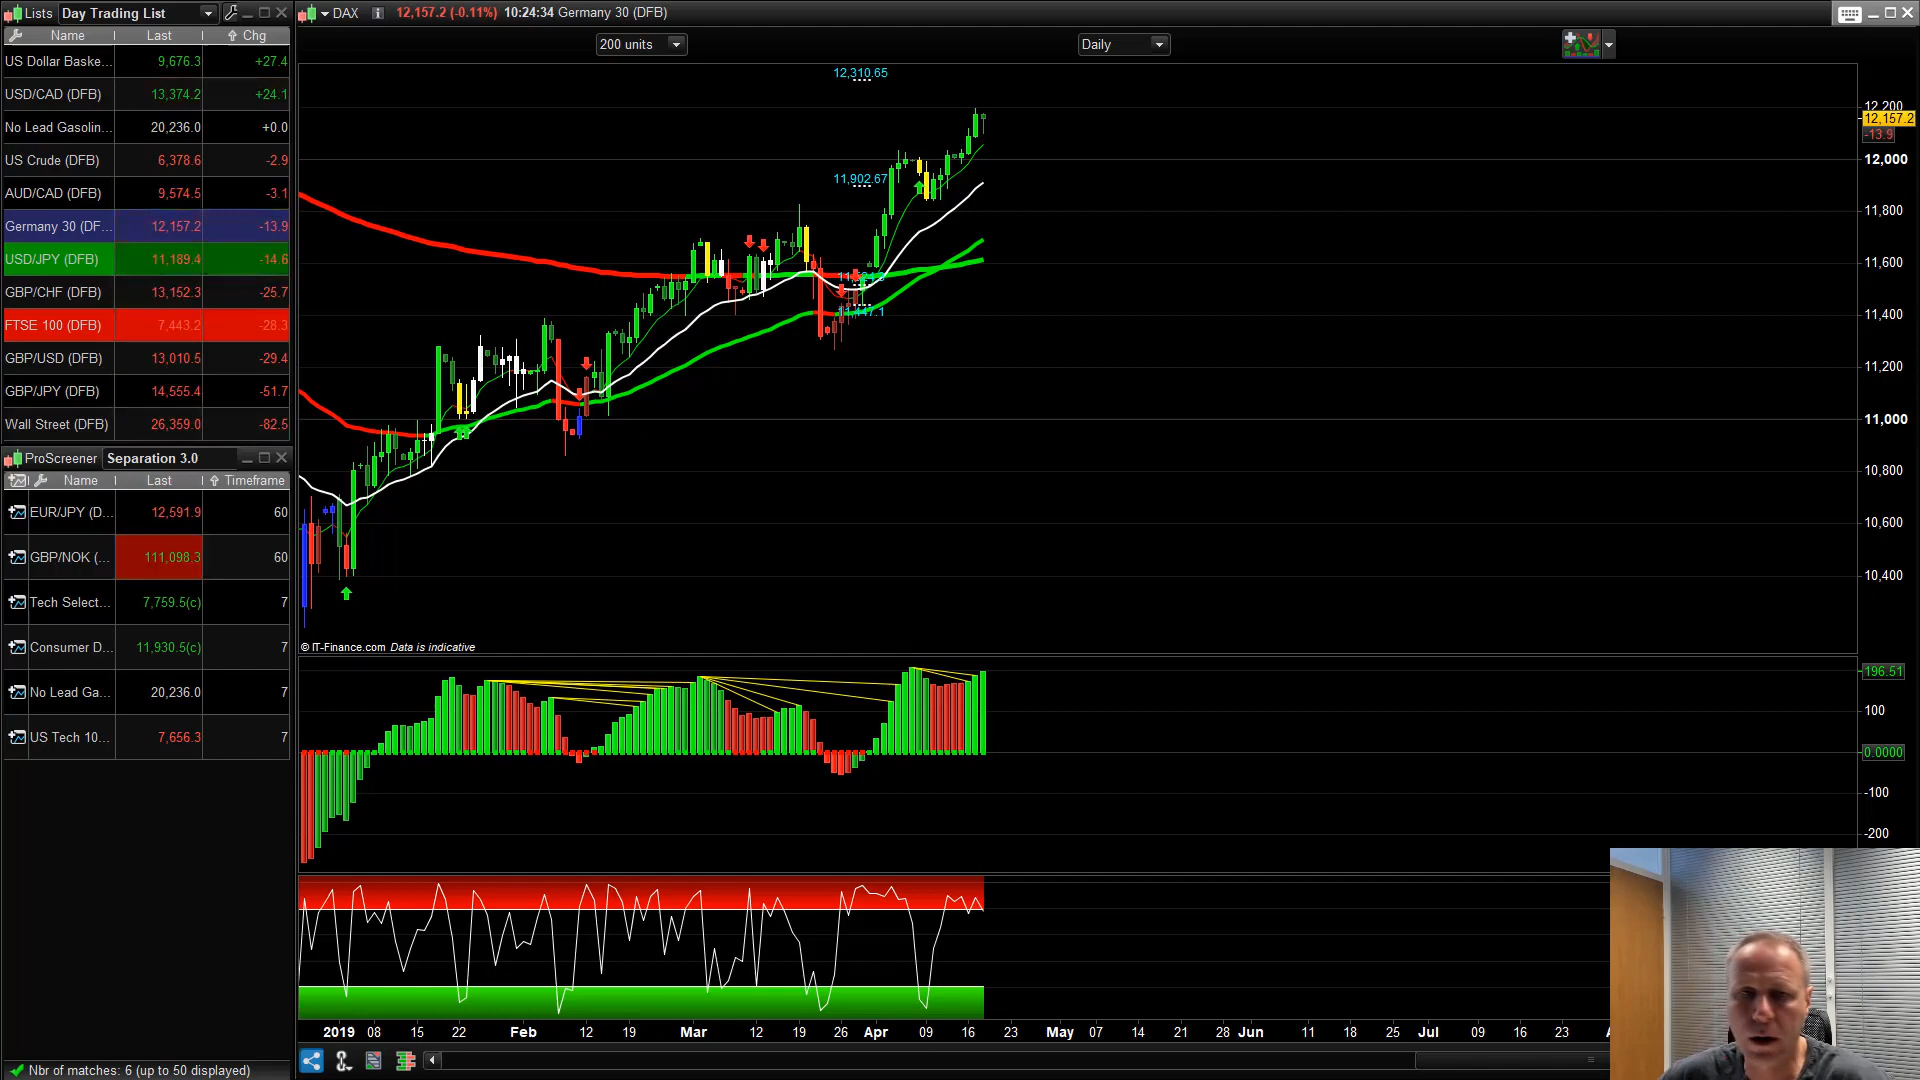 Lists Day Trading List
Name Last Chg
US Dollar Baske... 9,676.3 +27.4
USD/CAD (DFB) 13,374.2 +24.1
No Lead Gasolin... 20,236.0 +0.0
US Crude (DFB) 6,378.6 -2.9
AUD/CAD (DFB) 9,574.5 -3.1
Germany 30 (DF... 12,157.2 -13.9
USD/JPY (DFB) 11,189.4 -14.6
GBP/CHF (DFB) 13,152.3 -25.7
FTSE 100 (DFB) 7,443.2 -28.3
GBP/USD (DFB) 13,010.5 -29.4
GBP/JPY (DFB) 14,555.4 -51.7
Wall Street (DFB) 26,359.0 -82.5
ProScreener Separation 3.0
Name Last Timeframe
EUR/JPY (D... 12,591.9 60
GBP/NOK (... 111,098.3 60
Tech Select... 7,759.5(c) 7
Consumer D... 11,930.5(c) 7
No Lead Ga... 20,236.0 7
US Tech 10... 7,656.3 7
Nbr of matches: 6 (up to 50 displayed)
DAX i 12,157.2 (-0.11%) 10:24:34 Germany 30 (DFB)
200 units Daily
12,310.65
11,902.67
12,200
12,157.2
-13.9
12,000
11,800
11,600
11,400
11,200
11,000
10,800
10,600
10,400
© IT-Finance.com Data is indicative
196.51
100
0.0000
-100
-200
2019 08 15 22 Feb 12 19 Mar 12 19 26 Apr 09 16 23 May 07 14 21 28 Jun 11 18 25 Jul 09 16 23